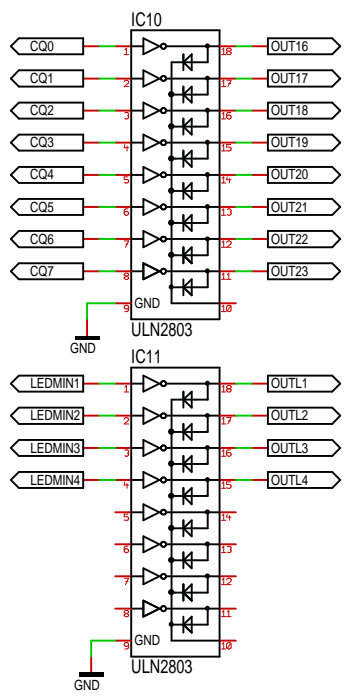 IC10
CQ0 1 18 OUT16
CQ1 2 17 OUT17
CQ2 3 16 OUT18
CQ3 4 15 OUT19
CQ4 5 14 OUT20
CQ5 6 13 OUT21
CQ6 7 12 OUT22
CQ7 8 11 OUT23
GND 9 10
GND
ULN2803
IC11
LEDMIN1 1 18 OUTL1
LEDMIN2 2 17 OUTL2
LEDMIN3 3 16 OUTL3
LEDMIN4 4 15 OUTL4
5 14
6 13
7 12
8 11
GND 9 10
ULN2803
GND